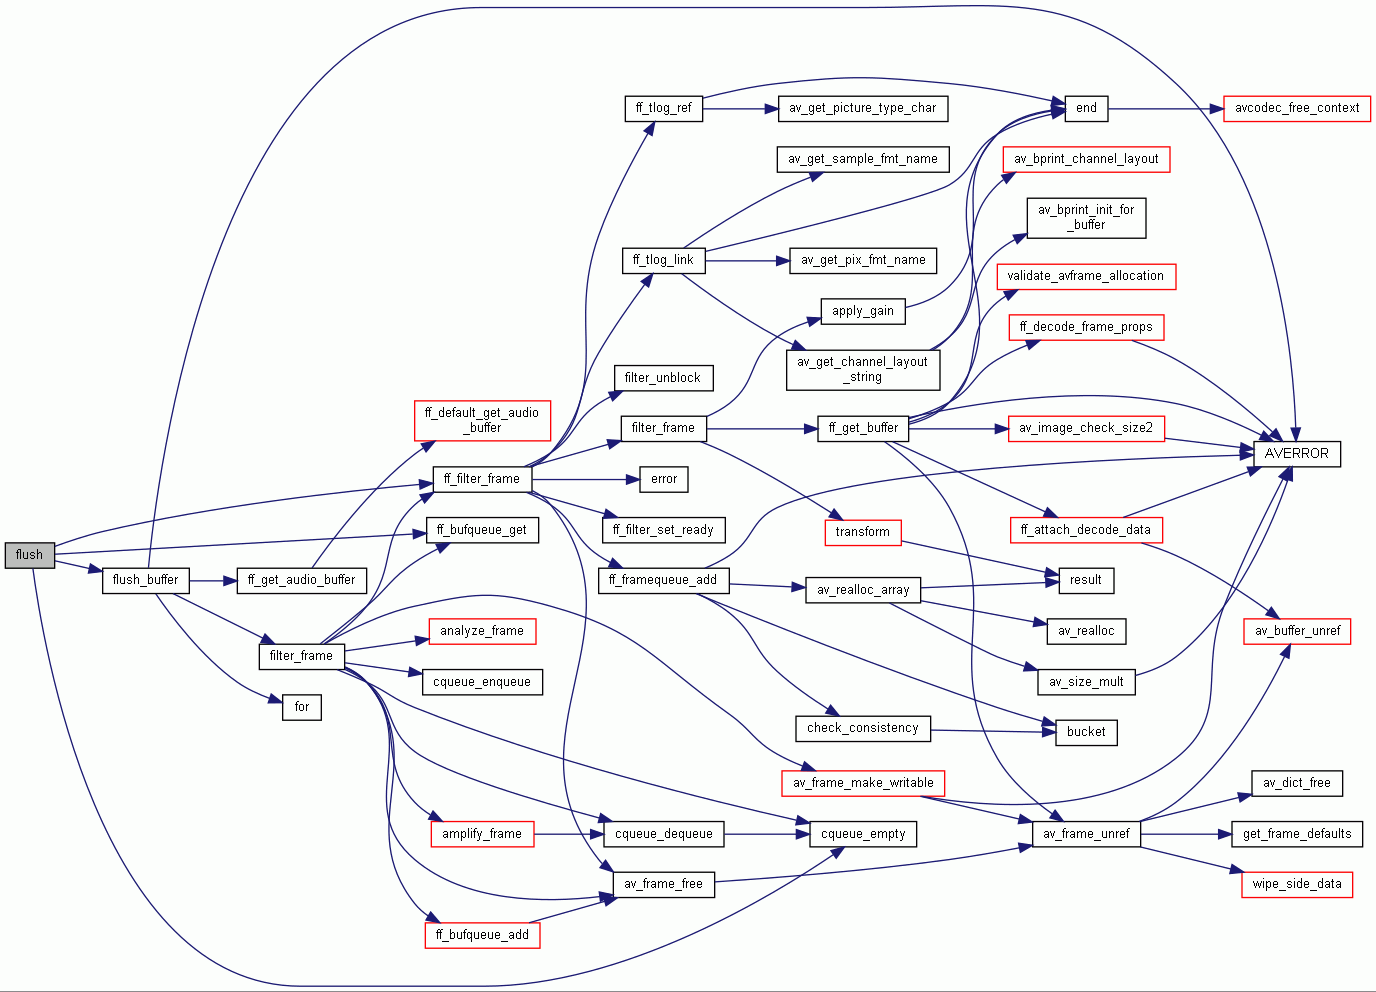 ff_tlog_ref
av_get_picture_type_char
end
avcodec_free_context
av_get_sample_fmt_name
av_bprint_channel_layout
av_bprint_init_for
_buffer
ff_tlog_link
av_get_pix_fmt_name
validate_avframe_allocation
apply_gain
ff_decode_frame_props
av_get_channel_layout
_string
filter_unblock
ff_default_get_audio
_buffer
filter_frame
ff_get_buffer
av_image_check_size2
AVERROR
ff_filter_frame
error
ff_bufqueue_get
ff_filter_set_ready
transform
ff_attach_decode_data
flush
flush_buffer
ff_get_audio_buffer
ff_framequeue_add
av_realloc_array
result
analyze_frame
av_realloc
av_buffer_unref
filter_frame
cqueue_enqueue
av_size_mult
for
check_consistency
bucket
av_frame_make_writable
av_dict_free
amplify_frame
cqueue_dequeue
cqueue_empty
av_frame_unref
get_frame_defaults
av_frame_free
wipe_side_data
ff_bufqueue_add